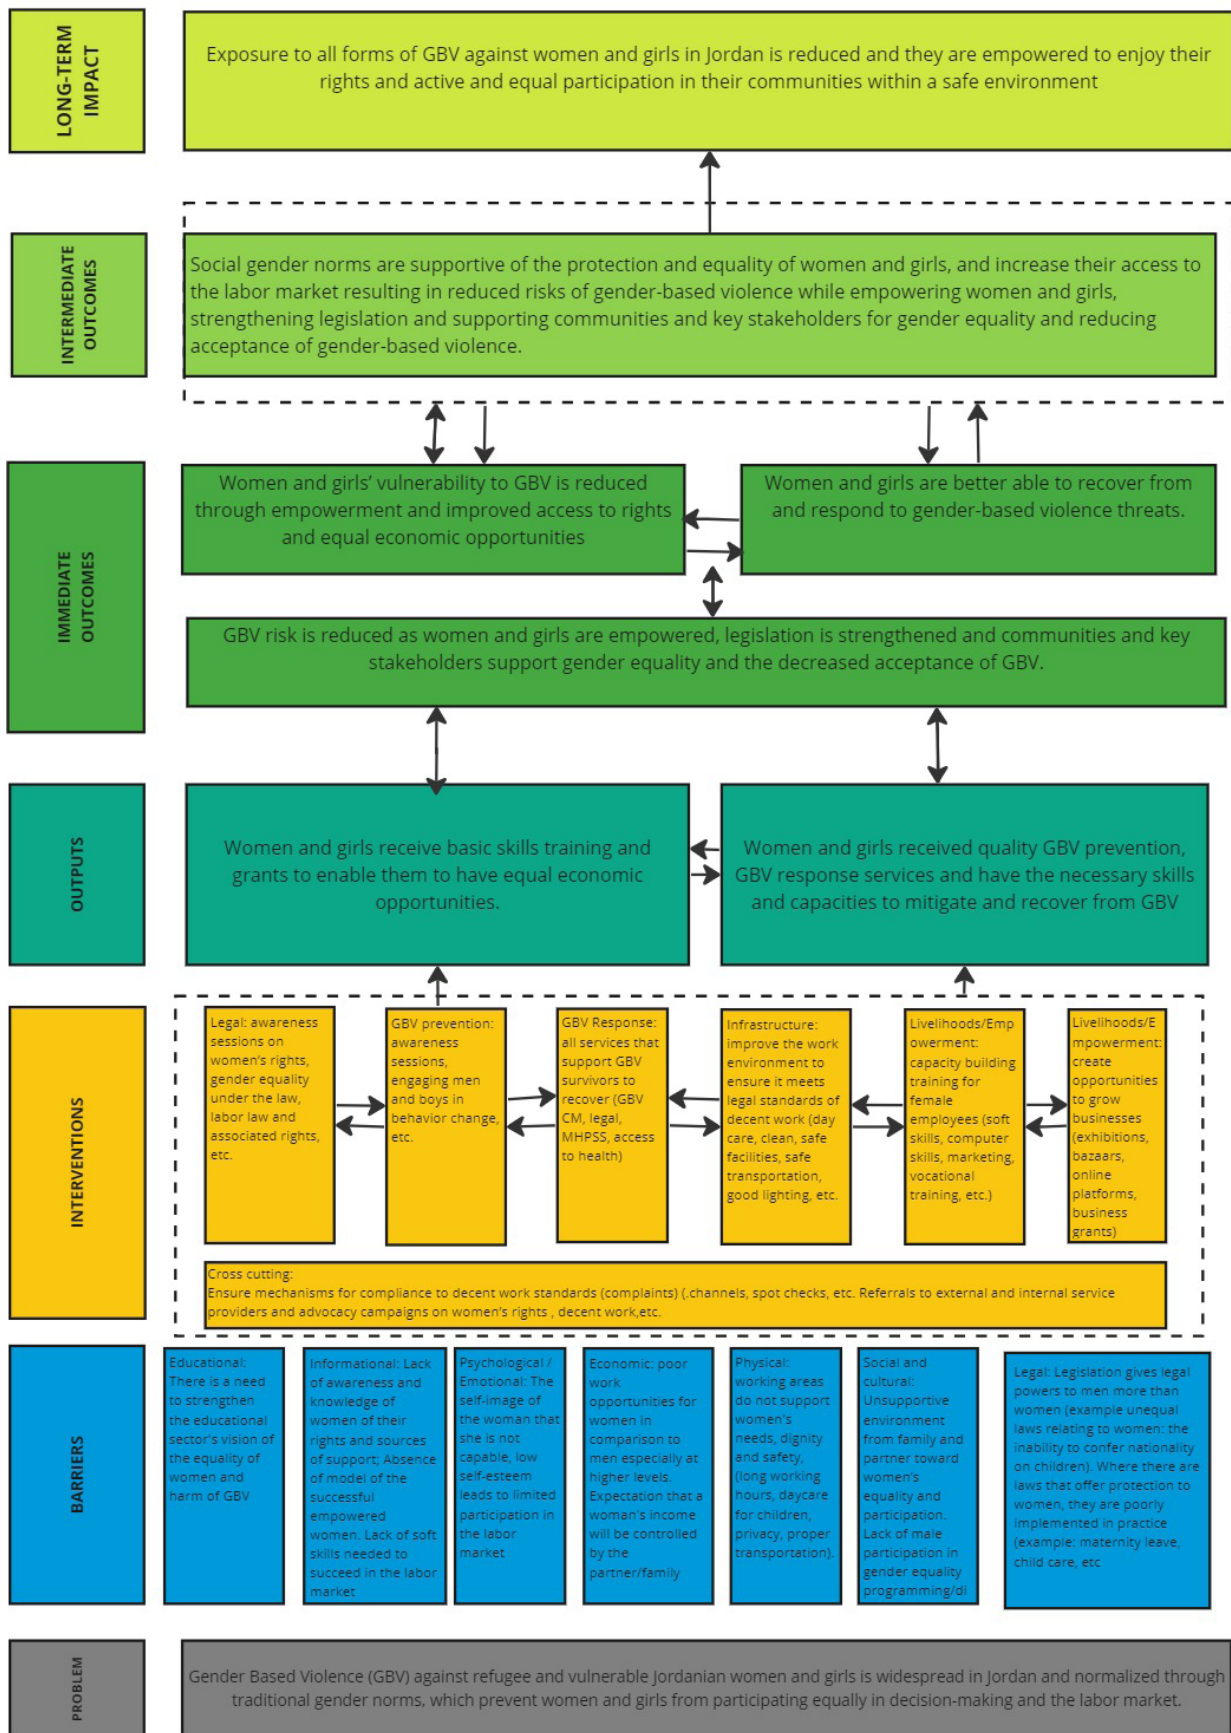 LONG-TERM
IMPACT
Exposure to all forms of GBV against women and girls in Jordan is reduced and they are empowered to enjoy their
rights and active and equal participation in their communities within a safe environment
INTERMEDIATE
OUTCOMES
Social gender norms are supportive of the protection and equality of women and girls, and increase their access to
the labor market resulting in reduced risks of gender-based violence while empowering women and girls,
strengthening legislation and supporting communities and key stakeholders for gender equality and reducing
acceptance of gender-based violence.
IMMEDIATE
OUTCOMES
Women and girls' vulnerability to GBV is reduced
through empowerment and improved access to rights
and equal economic opportunities
Women and girls are better able to recover from
and respond to gender-based violence threats.
GBV risk is reduced as women and girls are empowered, legislation is strengthened and communities and key
stakeholders support gender equality and the decreased acceptance of GBV.
OUTPUTS
Women and girls receive basic skills training and
grants to enable them to have equal economic
opportunities.
Women and girls received quality GBV prevention,
GBV response services and have the necessary skills
and capacities to mitigate and recover from GBV
INTERVENTIONS
Legal: awareness
sessions on
women's rights,
gender equality
under the law,
labor law and
associated rights,
etc.
GBV prevention:
awareness
sessions,
engaging men
and boys in
behavior change,
etc.
GBV Response:
all services that
support GBV
survivors to
recover (GBV
CM, legal,
MHPSS, access
to health)
Infrastructure:
improve the work
environment to
ensure it meets
legal standards of
decent work (day
care, clean, safe
facilities, safe
transportation,
good lighting, etc.
Livelihoods/Emp
owerment:
capacity building
training for
female
employees (soft
skills, computer
skills, marketing,
vocational
training, etc.)
Livelihoods/E
mpowerment:
create
opportunities
to grow
businesses
(exhibitions,
bazaars,
online
platforms,
business
grants)
Cross cutting:
Ensure mechanisms for compliance to decent work standards (complaints) (.channels, spot checks, etc. Referrals to external and internal service
providers and advocacy campaigns on women's rights , decent work,etc.
BARRIERS
Educational:
There is a need
to strengthen
the educational
sector's vision of
the equality of
women and
harm of GBV
Informational: Lack
of awareness and
knowledge of
women of their
rights and sources
of support; Absence
of model of the
successful
empowered
women. Lack of soft
skills needed to
succeed in the labor
market
Psychological /
Emotional: The
self-image of
the woman that
she is not
capable, low
self-esteem
leads to limited
participation in
the labor
market
Economic: poor
work
opportunities for
women in
comparison to
men especially at
higher levels.
Expectation that a
woman's income
will be controlled
by the
partner/family
Physical:
working areas
do not support
women's
needs, dignity
and safety,
(long working
hours, daycare
for children,
privacy, proper
transportation).
Social and
cultural:
Unsupportive
environment
from family and
partner toward
women's
equality and
participation.
Lack of male
participation in
gender equality
programming/di
Legal: Legislation gives legal
powers to men more than
women (example unequal
laws relating to women: the
inability to confer nationality
on children). Where there are
laws that offer protection to
women, they are poorly
implemented in practice
(example: maternity leave,
child care, etc
PROBLEM
Gender Based Violence (GBV) against refugee and vulnerable Jordanian women and girls is widespread in Jordan and normalized through
traditional gender norms, which prevent women and girls from participating equally in decision-making and the labor market.